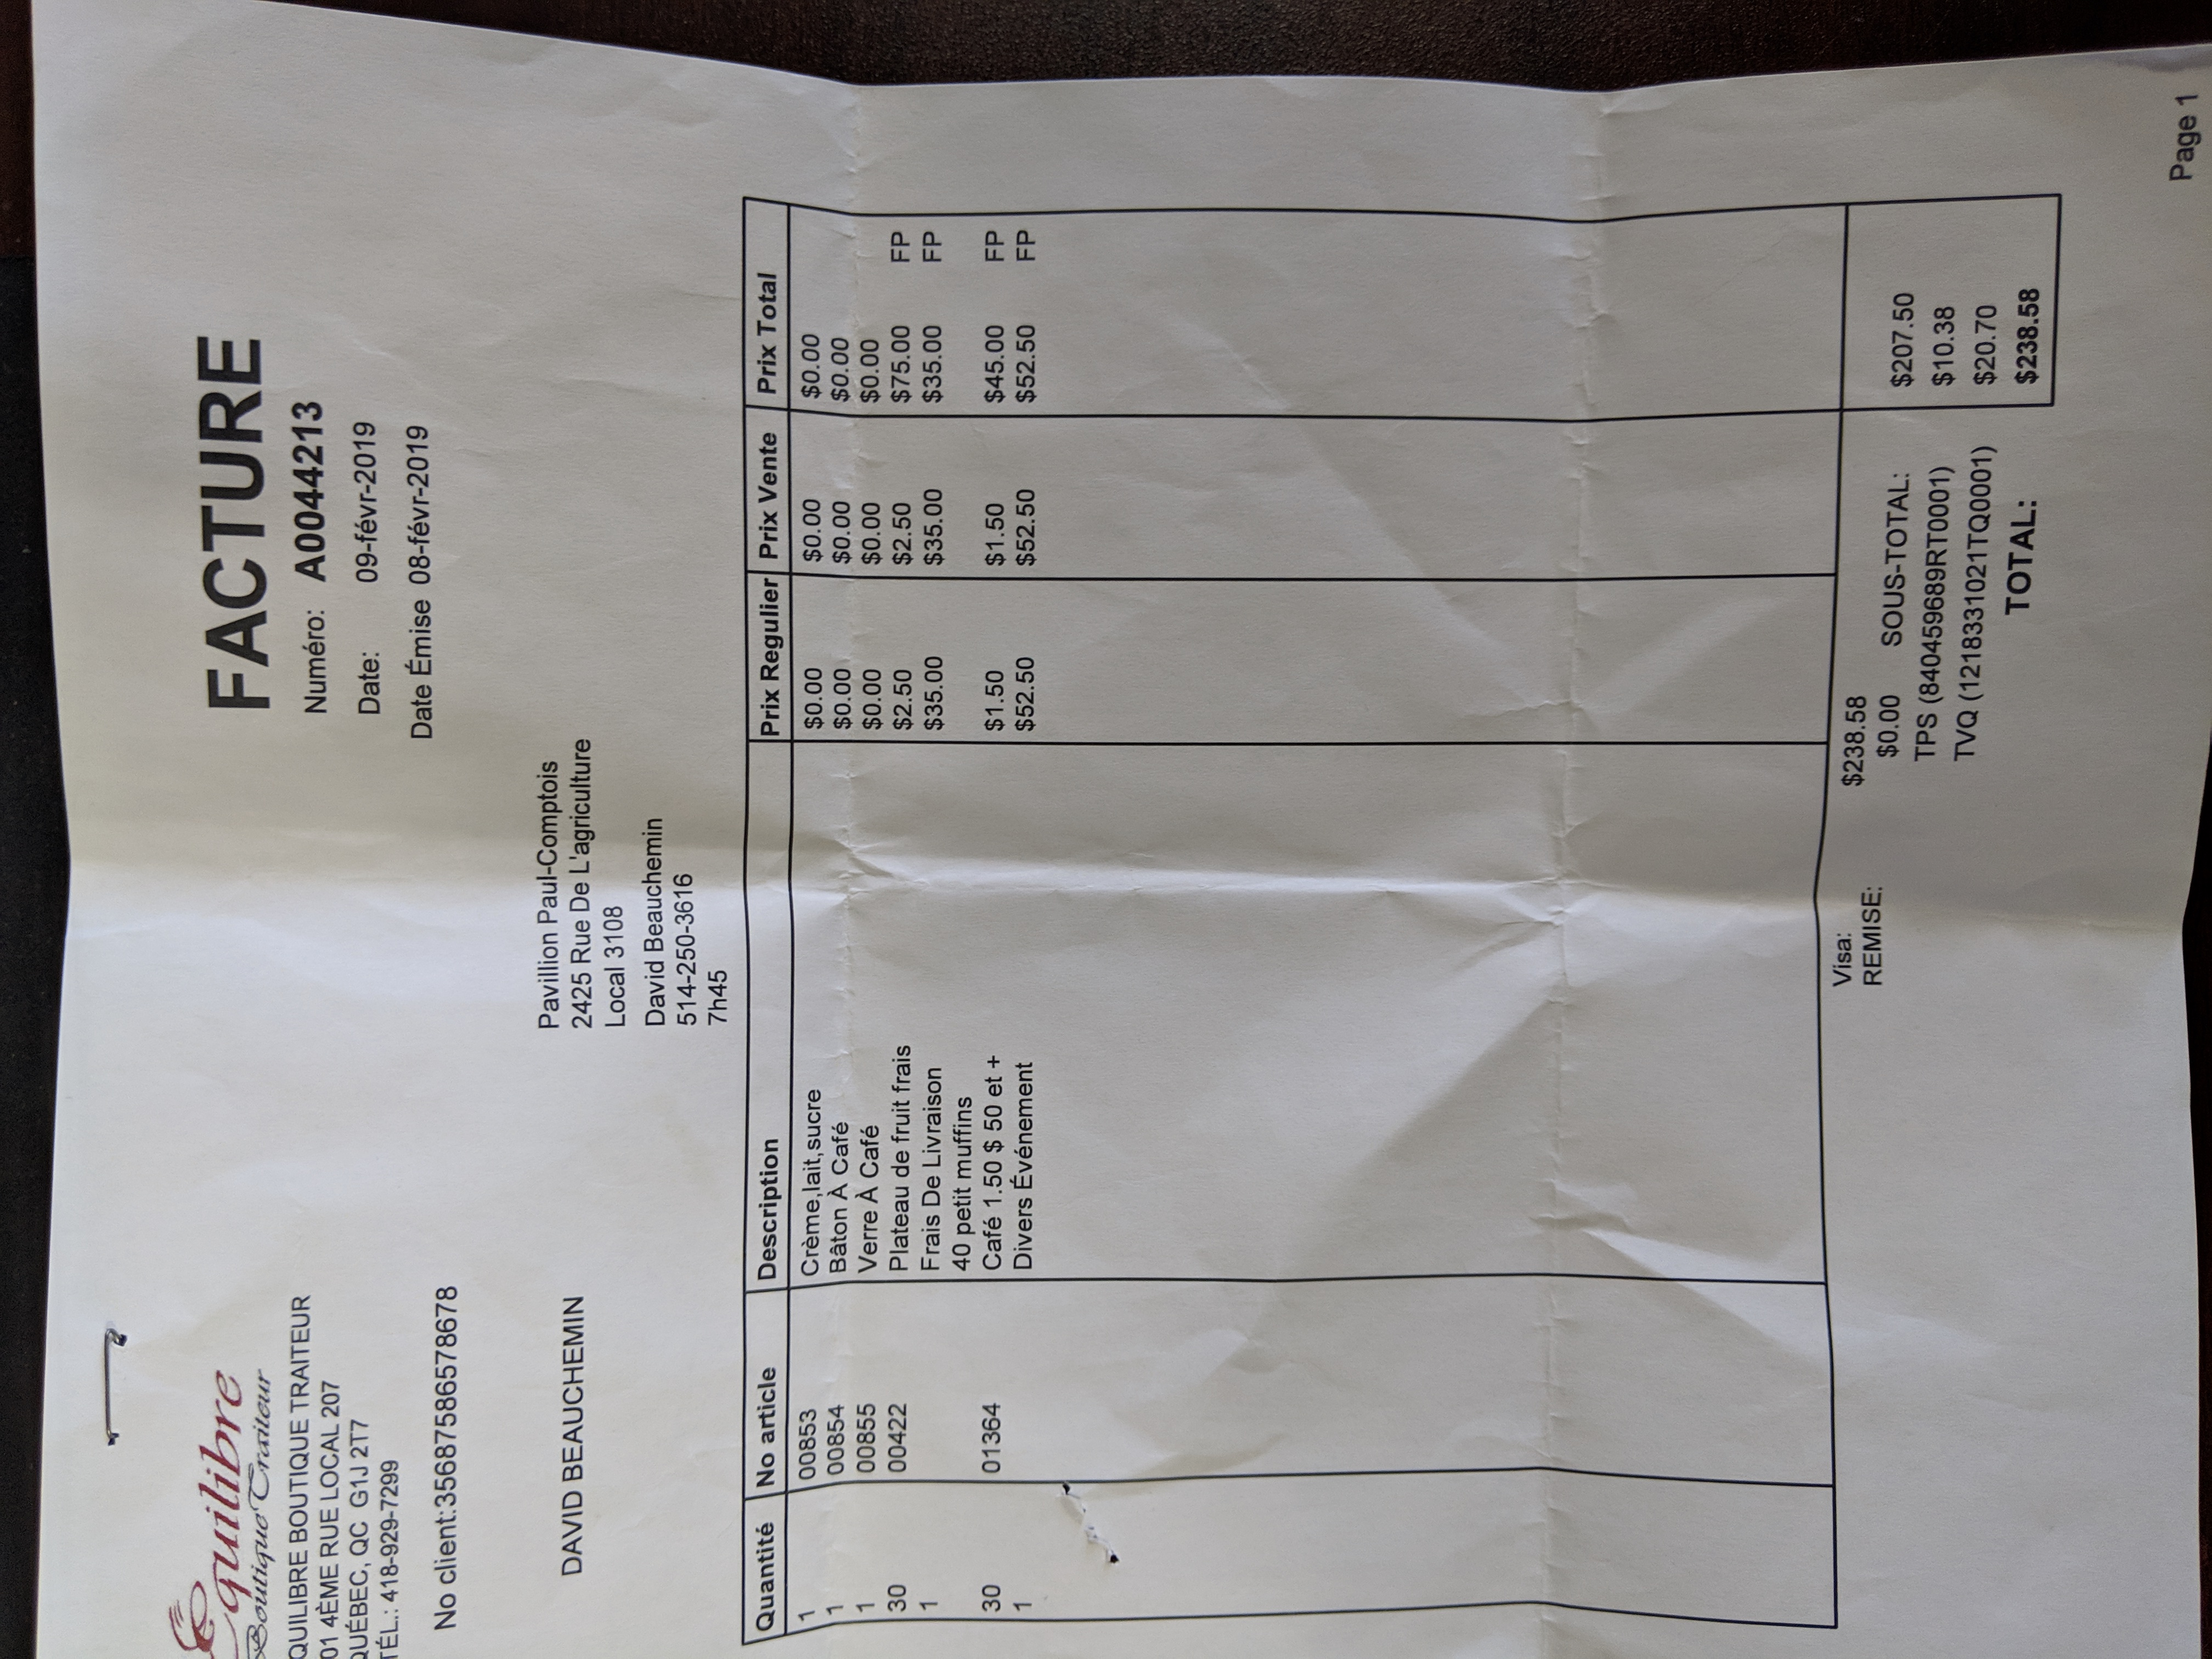 Équilibre
Boutique Traiteur
QUILIBRE BOUTIQUE TRAITEUR
01 4ÈME RUE LOCAL 207
QUÉBEC, QC G1J 2T7
TÉL.: 418-929-7299
No client:35687586578678
FACTURE
Numéro: A0044213
Date: 09-févr-2019
Date Émise 08-févr-2019
DAVID BEAUCHEMIN
Pavillion Paul-Comptois
2425 Rue De L'agriculture
Local 3108
David Beauchemin
514-250-3616
7h45
Quantité No article Description Prix Regulier Prix Vente Prix Total
1 00853 Crème,lait,sucre $0.00 $0.00 $0.00
1 00854 Bâton À Café $0.00 $0.00 $0.00
1 00855 Verre À Café $0.00 $0.00 $0.00
30 00422 Plateau de fruit frais $2.50 $2.50 $75.00 FP
1 Frais De Livraison $35.00 $35.00 $35.00 FP
40 petit muffins
30 01364 Café 1.50 $ 50 et + $1.50 $1.50 $45.00 FP
1 Divers Événement $52.50 $52.50 $52.50 FP
Visa: $238.58
REMISE: $0.00
SOUS-TOTAL: $207.50
TPS (840459689RT0001) $10.38
TVQ (1218331021TQ0001) $20.70
TOTAL: $238.58
Page 1